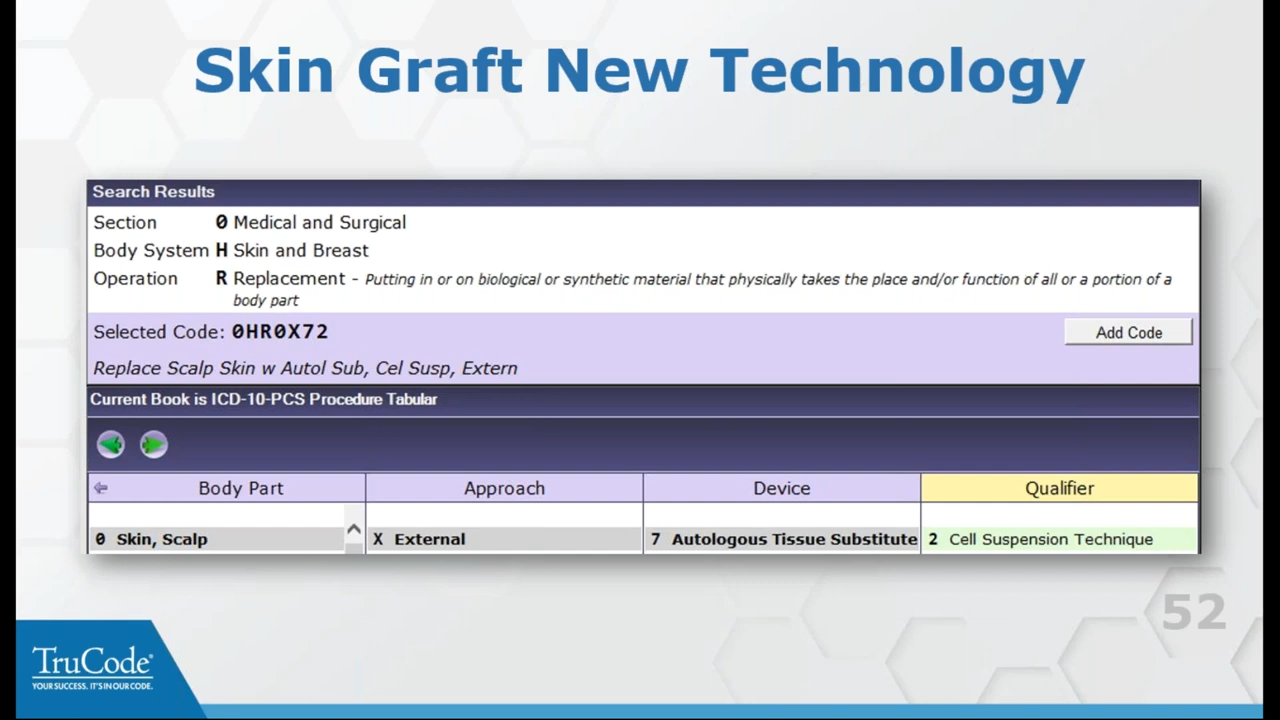 Skin Graft New Technology
Search Results
Section 0 Medical and Surgical
Body System H Skin and Breast
Operation R Replacement - Putting in or on biological or synthetic material that physically takes the place and/or function of all or a portion of a
body part
Selected Code: 0HR0X72
Add Code
Replace Scalp Skin w Autol Sub, Cel Susp, Extern
Current Book is ICD-10-PCS Procedure Tabular
Body Part Approach Device Qualifier
0 Skin, Scalp X External 7 Autologous Tissue Substitute 2 Cell Suspension Technique
52
TruCode®
YOUR SUCCESS. IT'S IN OUR CODE.